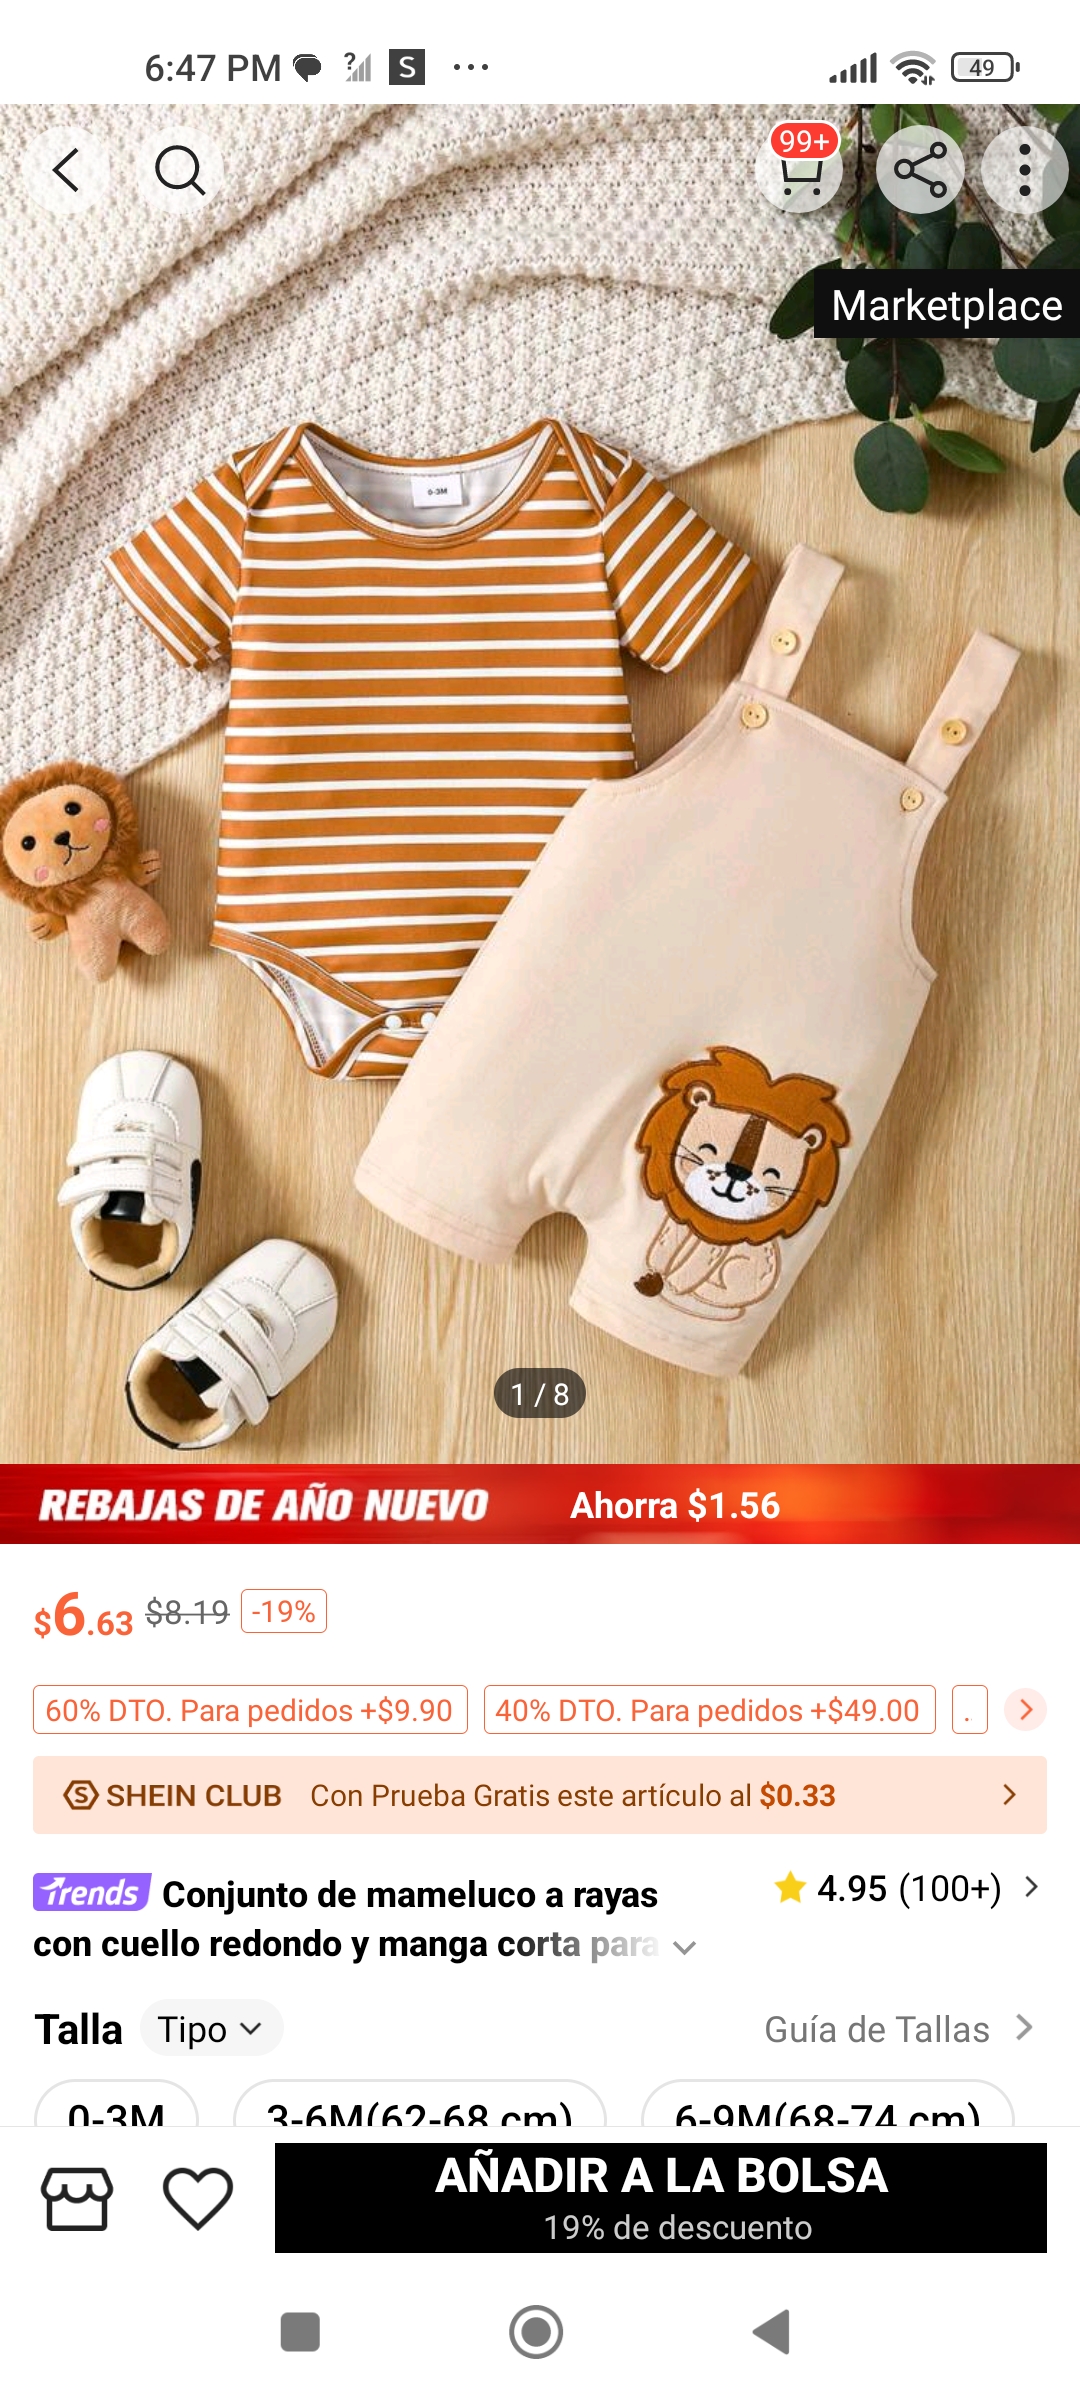 6:47 PM ? S ...
49
99+
Marketplace
0-3M
1 / 8
REBAJAS DE AÑO NUEVO Ahorra $1.56
$6.63 $8.19 -19%
60% DTO. Para pedidos +$9.90 40% DTO. Para pedidos +$49.00 .
S SHEIN CLUB Con Prueba Gratis este artículo al $0.33
Trends Conjunto de mameluco a rayas 4.95 (100+)
con cuello redondo y manga corta para
Talla Tipo Guía de Tallas
0-3M 3-6M(62-68 cm) 6-9M(68-74 cm)
AÑADIR A LA BOLSA
19% de descuento